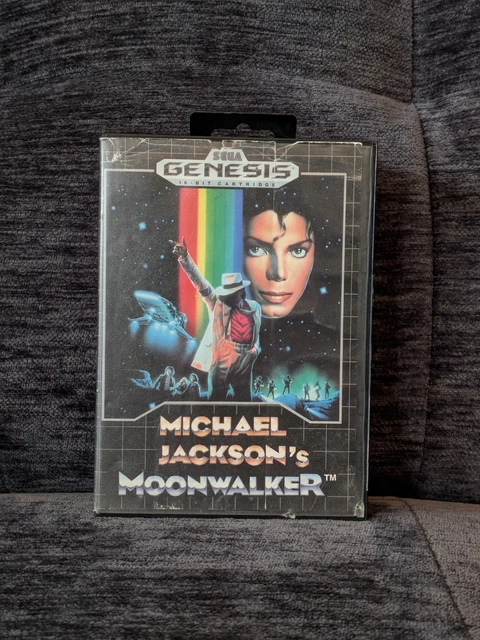 SEGA
GENESIS
16-BIT CARTRIDGE
MICHAEL
JACKSON's
MOONWALKER™